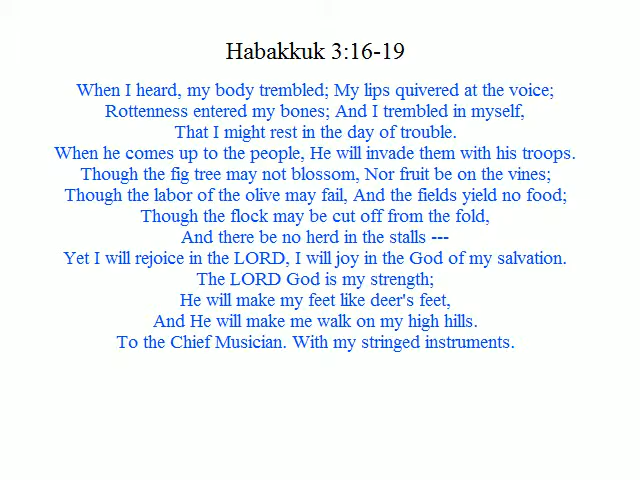 Habakkuk 3:16-19
When I heard, my body trembled; My lips quivered at the voice;
Rottenness entered my bones; And I trembled in myself,
That I might rest in the day of trouble.
When he comes up to the people, He will invade them with his troops.
Though the fig tree may not blossom, Nor fruit be on the vines;
Though the labor of the olive may fail, And the fields yield no food;
Though the flock may be cut off from the fold,
And there be no herd in the stalls ---
Yet I will rejoice in the LORD, I will joy in the God of my salvation.
The LORD God is my strength;
He will make my feet like deer's feet,
And He will make me walk on my high hills.
To the Chief Musician. With my stringed instruments.